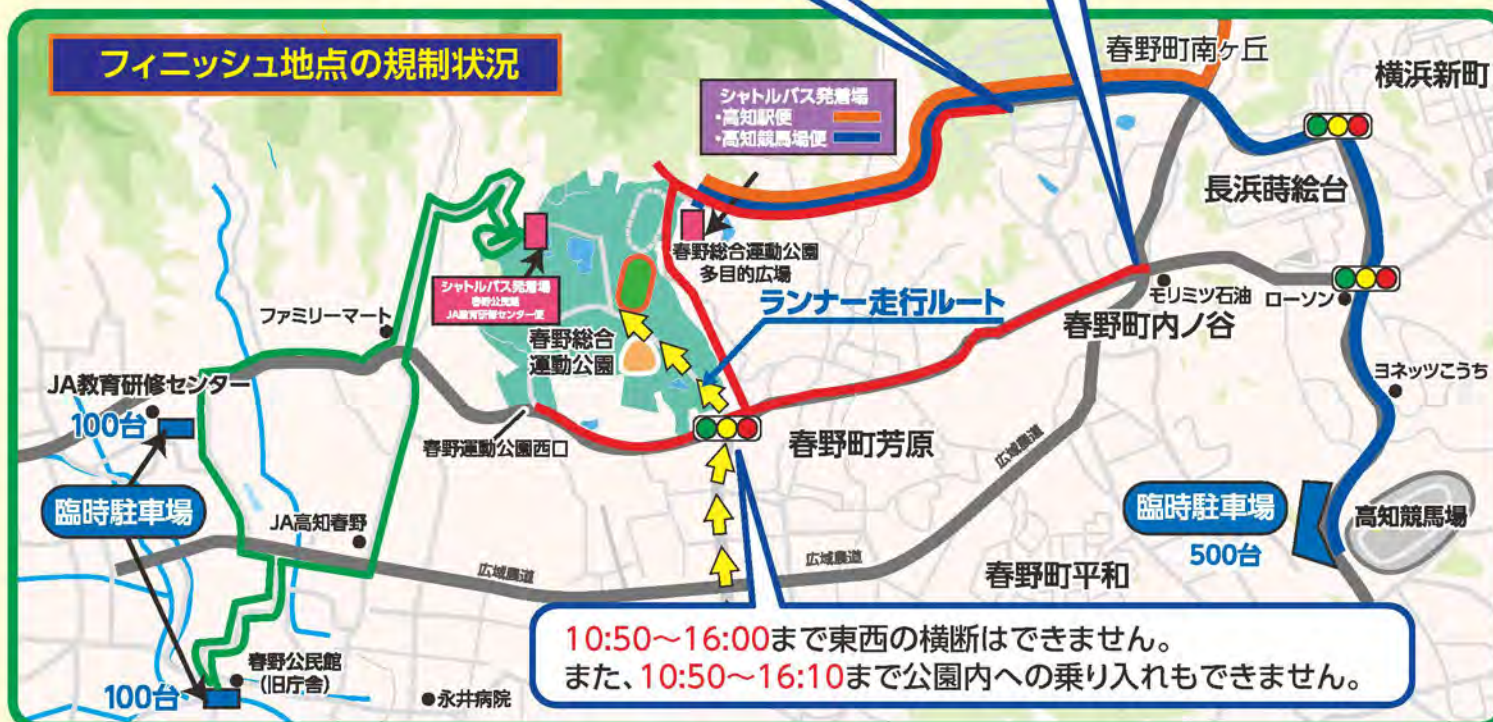 フィニッシュ地点の規制状況
春野町南ヶ丘
横浜新町
シャトルバス発着場
・高知駅便
・高知競馬場便
長浜蒔絵台
春野総合運動公園
多目的広場
シャトルバス発着場
春野公民館
JA教育研修センター便
ランナー走行ルート
モリミツ石油
ローソン
ファミリーマート
春野総合
運動公園
春野町内ノ谷
ヨネッツこうち
JA教育研修センター
100台
春野運動公園西口
春野町芳原
広域農道
臨時駐車場
JA高知春野
臨時駐車場
500台
高知競馬場
広域農道
広域農道
春野町平和
10:50～16:00まで東西の横断はできません。
また、10:50～16:10まで公園内への乗り入れもできません。
春野公民館
(旧庁舎)
100台
永井病院